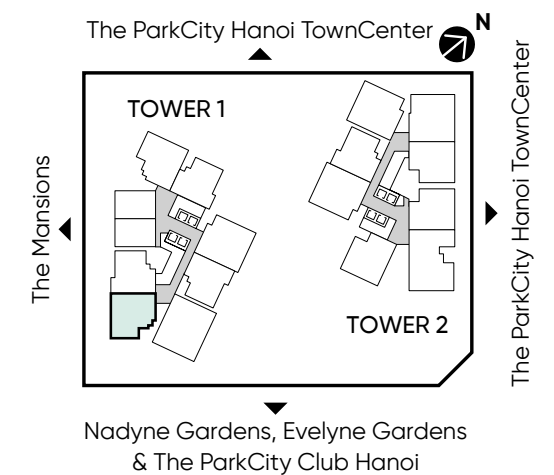 The ParkCity Hanoi TownCenter
N
TOWER 1
TOWER 2
The Mansions
The ParkCity Hanoi TownCenter
Nadyne Gardens, Evelyne Gardens
& The ParkCity Club Hanoi